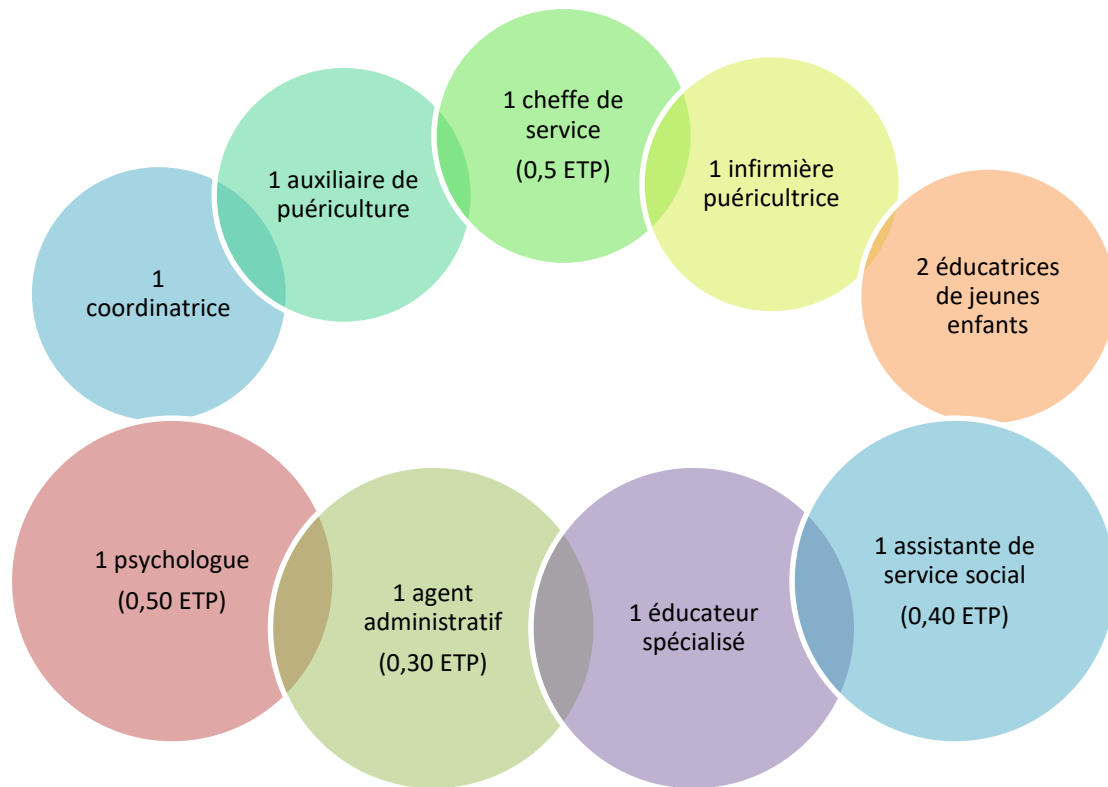 1 cheffe de
service
(0,5 ETP)
1 auxiliaire de
puériculture
1 infirmière
puéricultrice
1
coordinatrice
2 éducatrices
de jeunes
enfants
1 psychologue
(0,50 ETP)
1 agent
administratif
(0,30 ETP)
1 éducateur
spécialisé
1 assistante de
service social
(0,40 ETP)